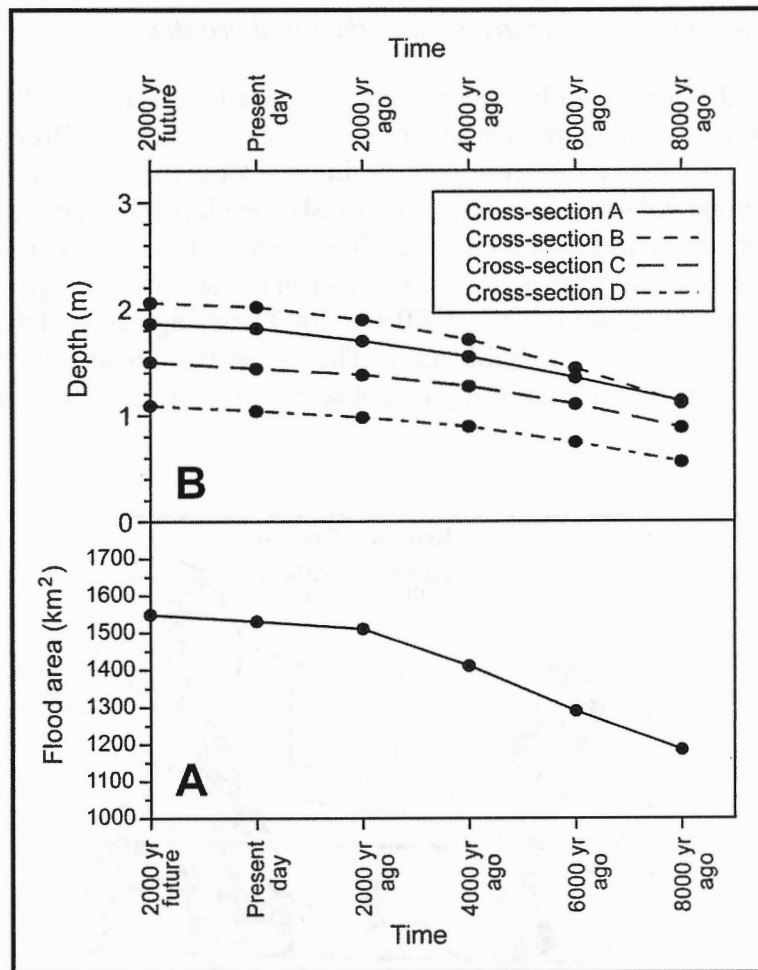 Time
2000 yr
future
Present
day
2000 yr
ago
4000 yr
ago
6000 yr
ago
8000 yr
ago
Cross-section A
Cross-section B
Cross-section C
Cross-section D
Depth (m)
3
2
1
0
B
Flood area (km²)
1700
1600
1500
1400
1300
1200
1100
1000
A
2000 yr
future
Present
day
2000 yr
ago
4000 yr
ago
6000 yr
ago
8000 yr
ago
Time